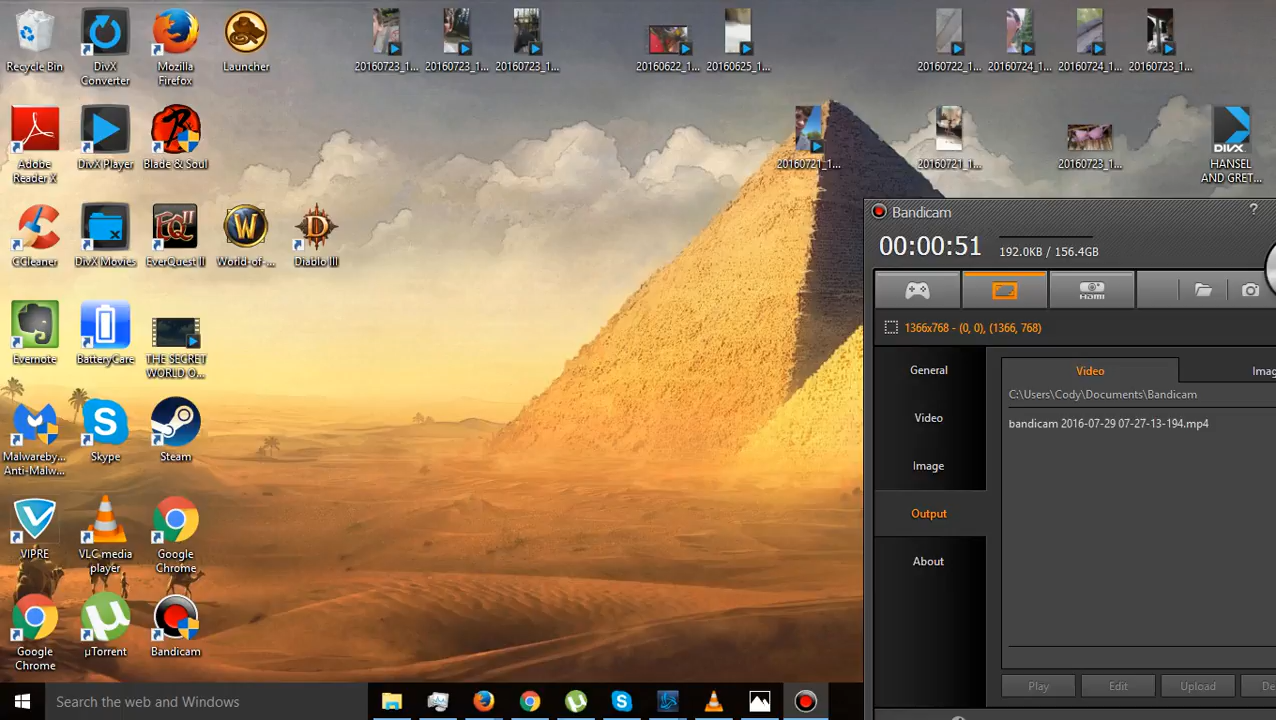 Recycle Bin
DivX
Converter
Mozilla
Firefox
Launcher
20160723_1...
20160723_1...
20160723_1...
20160622_1...
20160625_1...
20160722_1...
20160724_1...
20160724_1...
20160723_1...
Adobe
Reader X
DivX Player
Blade & Soul
20160721_1...
20160721_1...
20160723_1...
DIVX
HANSEL
AND GRET...
CCleaner
DivX Movies
EQII
EverQuest II
W
World-of-...
D
Diablo III
Evernote
BatteryCare
THE SECRET
WORLD O...
Malwareby...
Anti-Malw...
Skype
Steam
VIPRE
VLC media
player
Google
Chrome
Google
Chrome
µTorrent
Bandicam
Search the web and Windows
Bandicam
?
00:00:51
192.0KB / 156.4GB
HDMI
1366x768 - (0, 0), (1366, 768)
General
Video
Image
Output
About
Video
Imag
C:\Users\Cody\Documents\Bandicam
bandicam 2016-07-29 07-27-13-194.mp4
Play
Edit
Upload
De